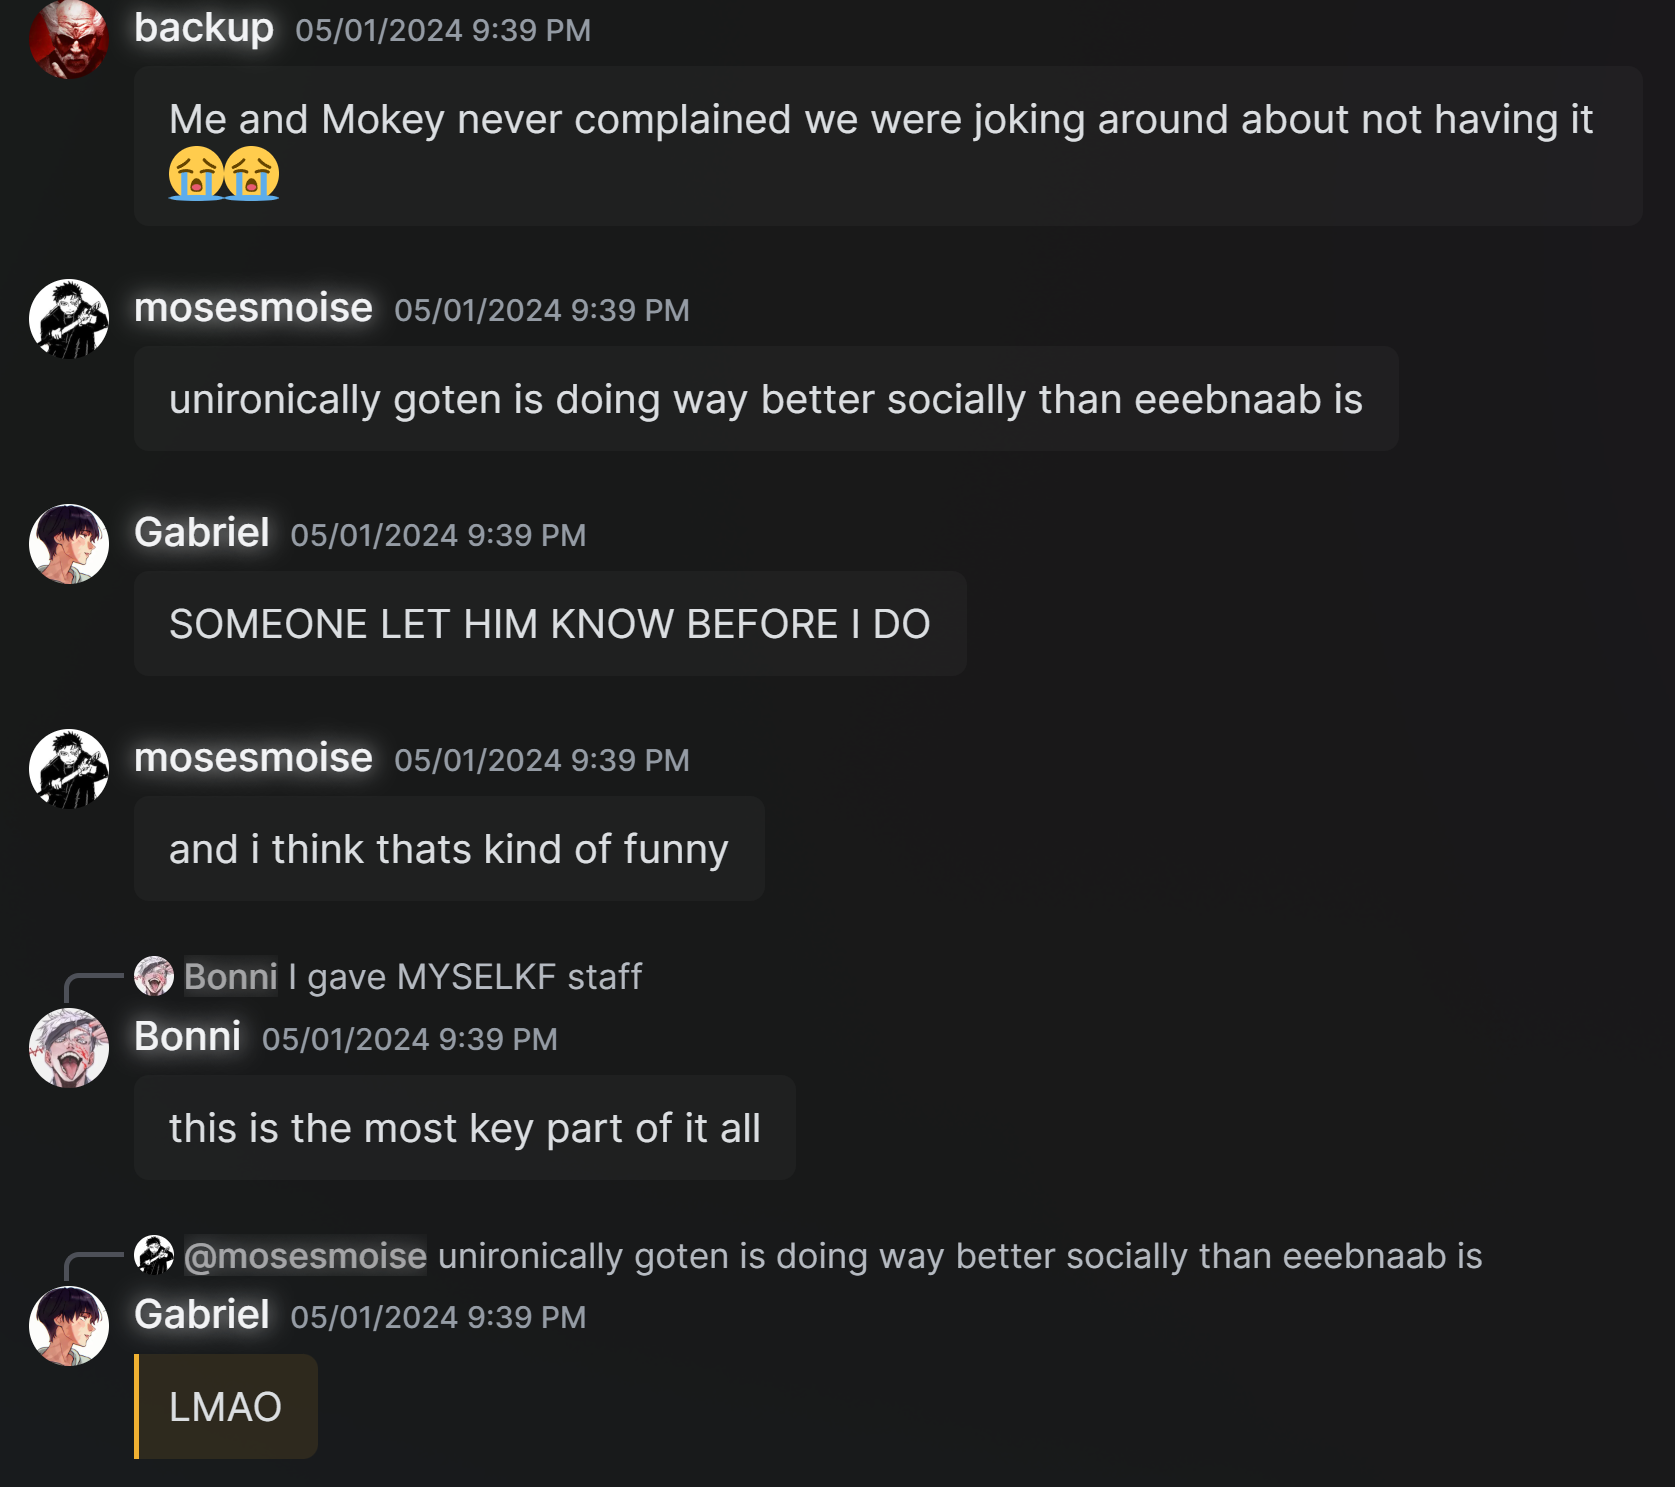 backup 05/01/2024 9:39 PM
Me and Mokey never complained we were joking around about not having it
😭😭
mosesmoise 05/01/2024 9:39 PM
unironically goten is doing way better socially than eeebnaab is
Gabriel 05/01/2024 9:39 PM
SOMEONE LET HIM KNOW BEFORE I DO
mosesmoise 05/01/2024 9:39 PM
and i think thats kind of funny
Bonni I gave MYSELKF staff
Bonni 05/01/2024 9:39 PM
this is the most key part of it all
@mosesmoise unironically goten is doing way better socially than eeebnaab is
Gabriel 05/01/2024 9:39 PM
LMAO